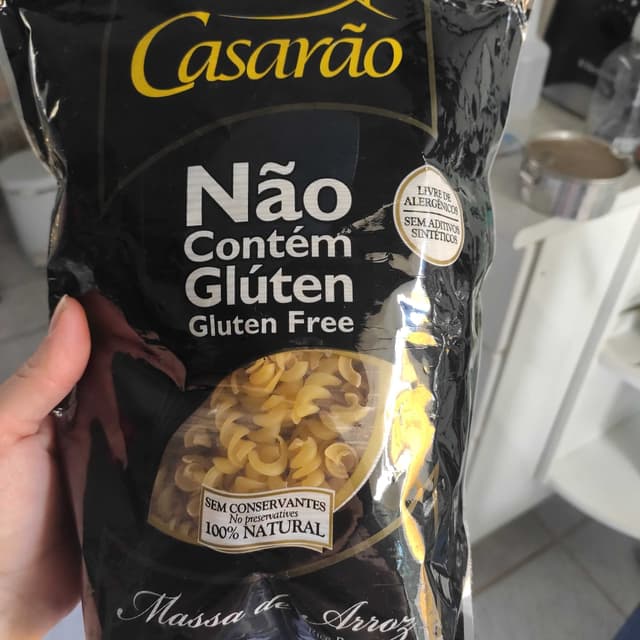 Casarão
Não
Contém
Glúten
Gluten Free
LIVRE DE
ALERGÊNICOS
SEM ADITIVOS
SINTÉTICOS
SEM CONSERVANTES
No preservatives
100% NATURAL
Massa de Arroz